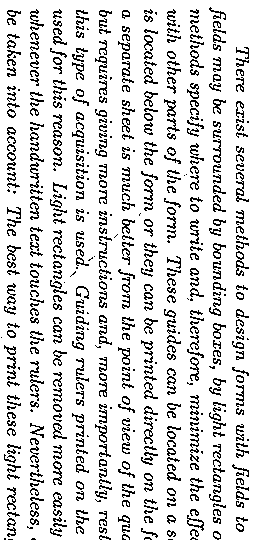 There exist several methods to design forms with fields to
fields may be surrounded by bounding boxes, by light rectangles o
methods specify where to write and, therefore, minimize the effec
with other parts of the form. These guides can be located on a s
is located below the form or they can be printed directly on the fo
a separate sheet is much better from the point of view of the qua
but requires giving more instructions and, more importantly, rest
this type of acquisition is used. Guiding rulers printed on the
used for this reason. Light rectangles can be removed more easily
whenever the handwritten text touches the rulers. Nevertheless,
be taken into account: The best way to print these light rectang